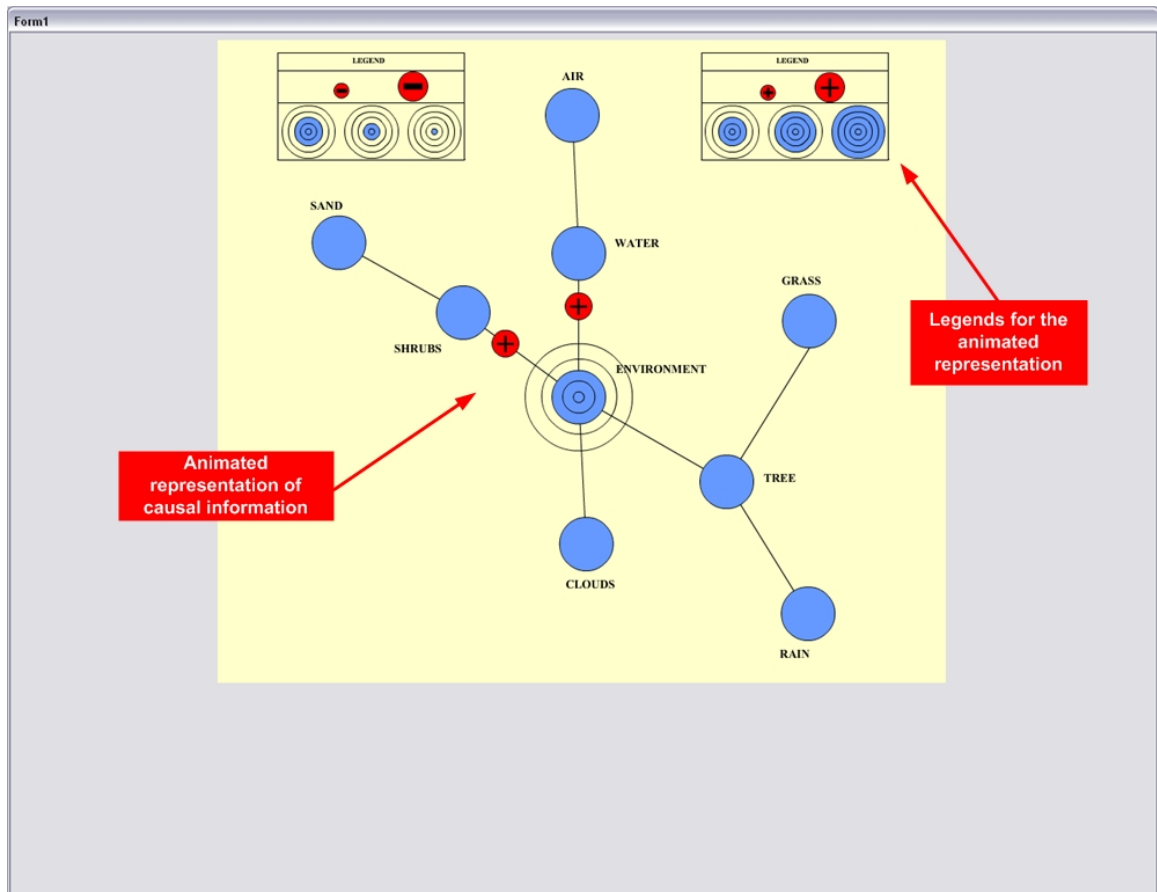 Form1
LEGEND
LEGEND
AIR
SAND
WATER
GRASS
Legends for the
animated
representation
SHRUBS
ENVIRONMENT
Animated
representation of
causal information
TREE
CLOUDS
RAIN